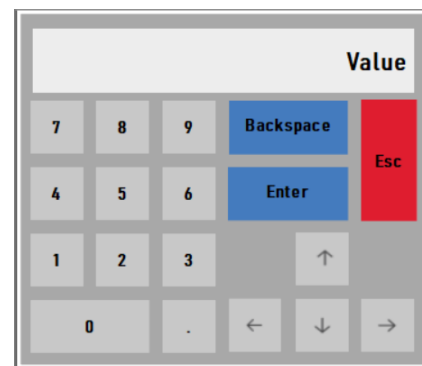 Value
7 8 9 Backspace
Esc
4 5 6 Enter
1 2 3 ↑
0 . ← ↓ →